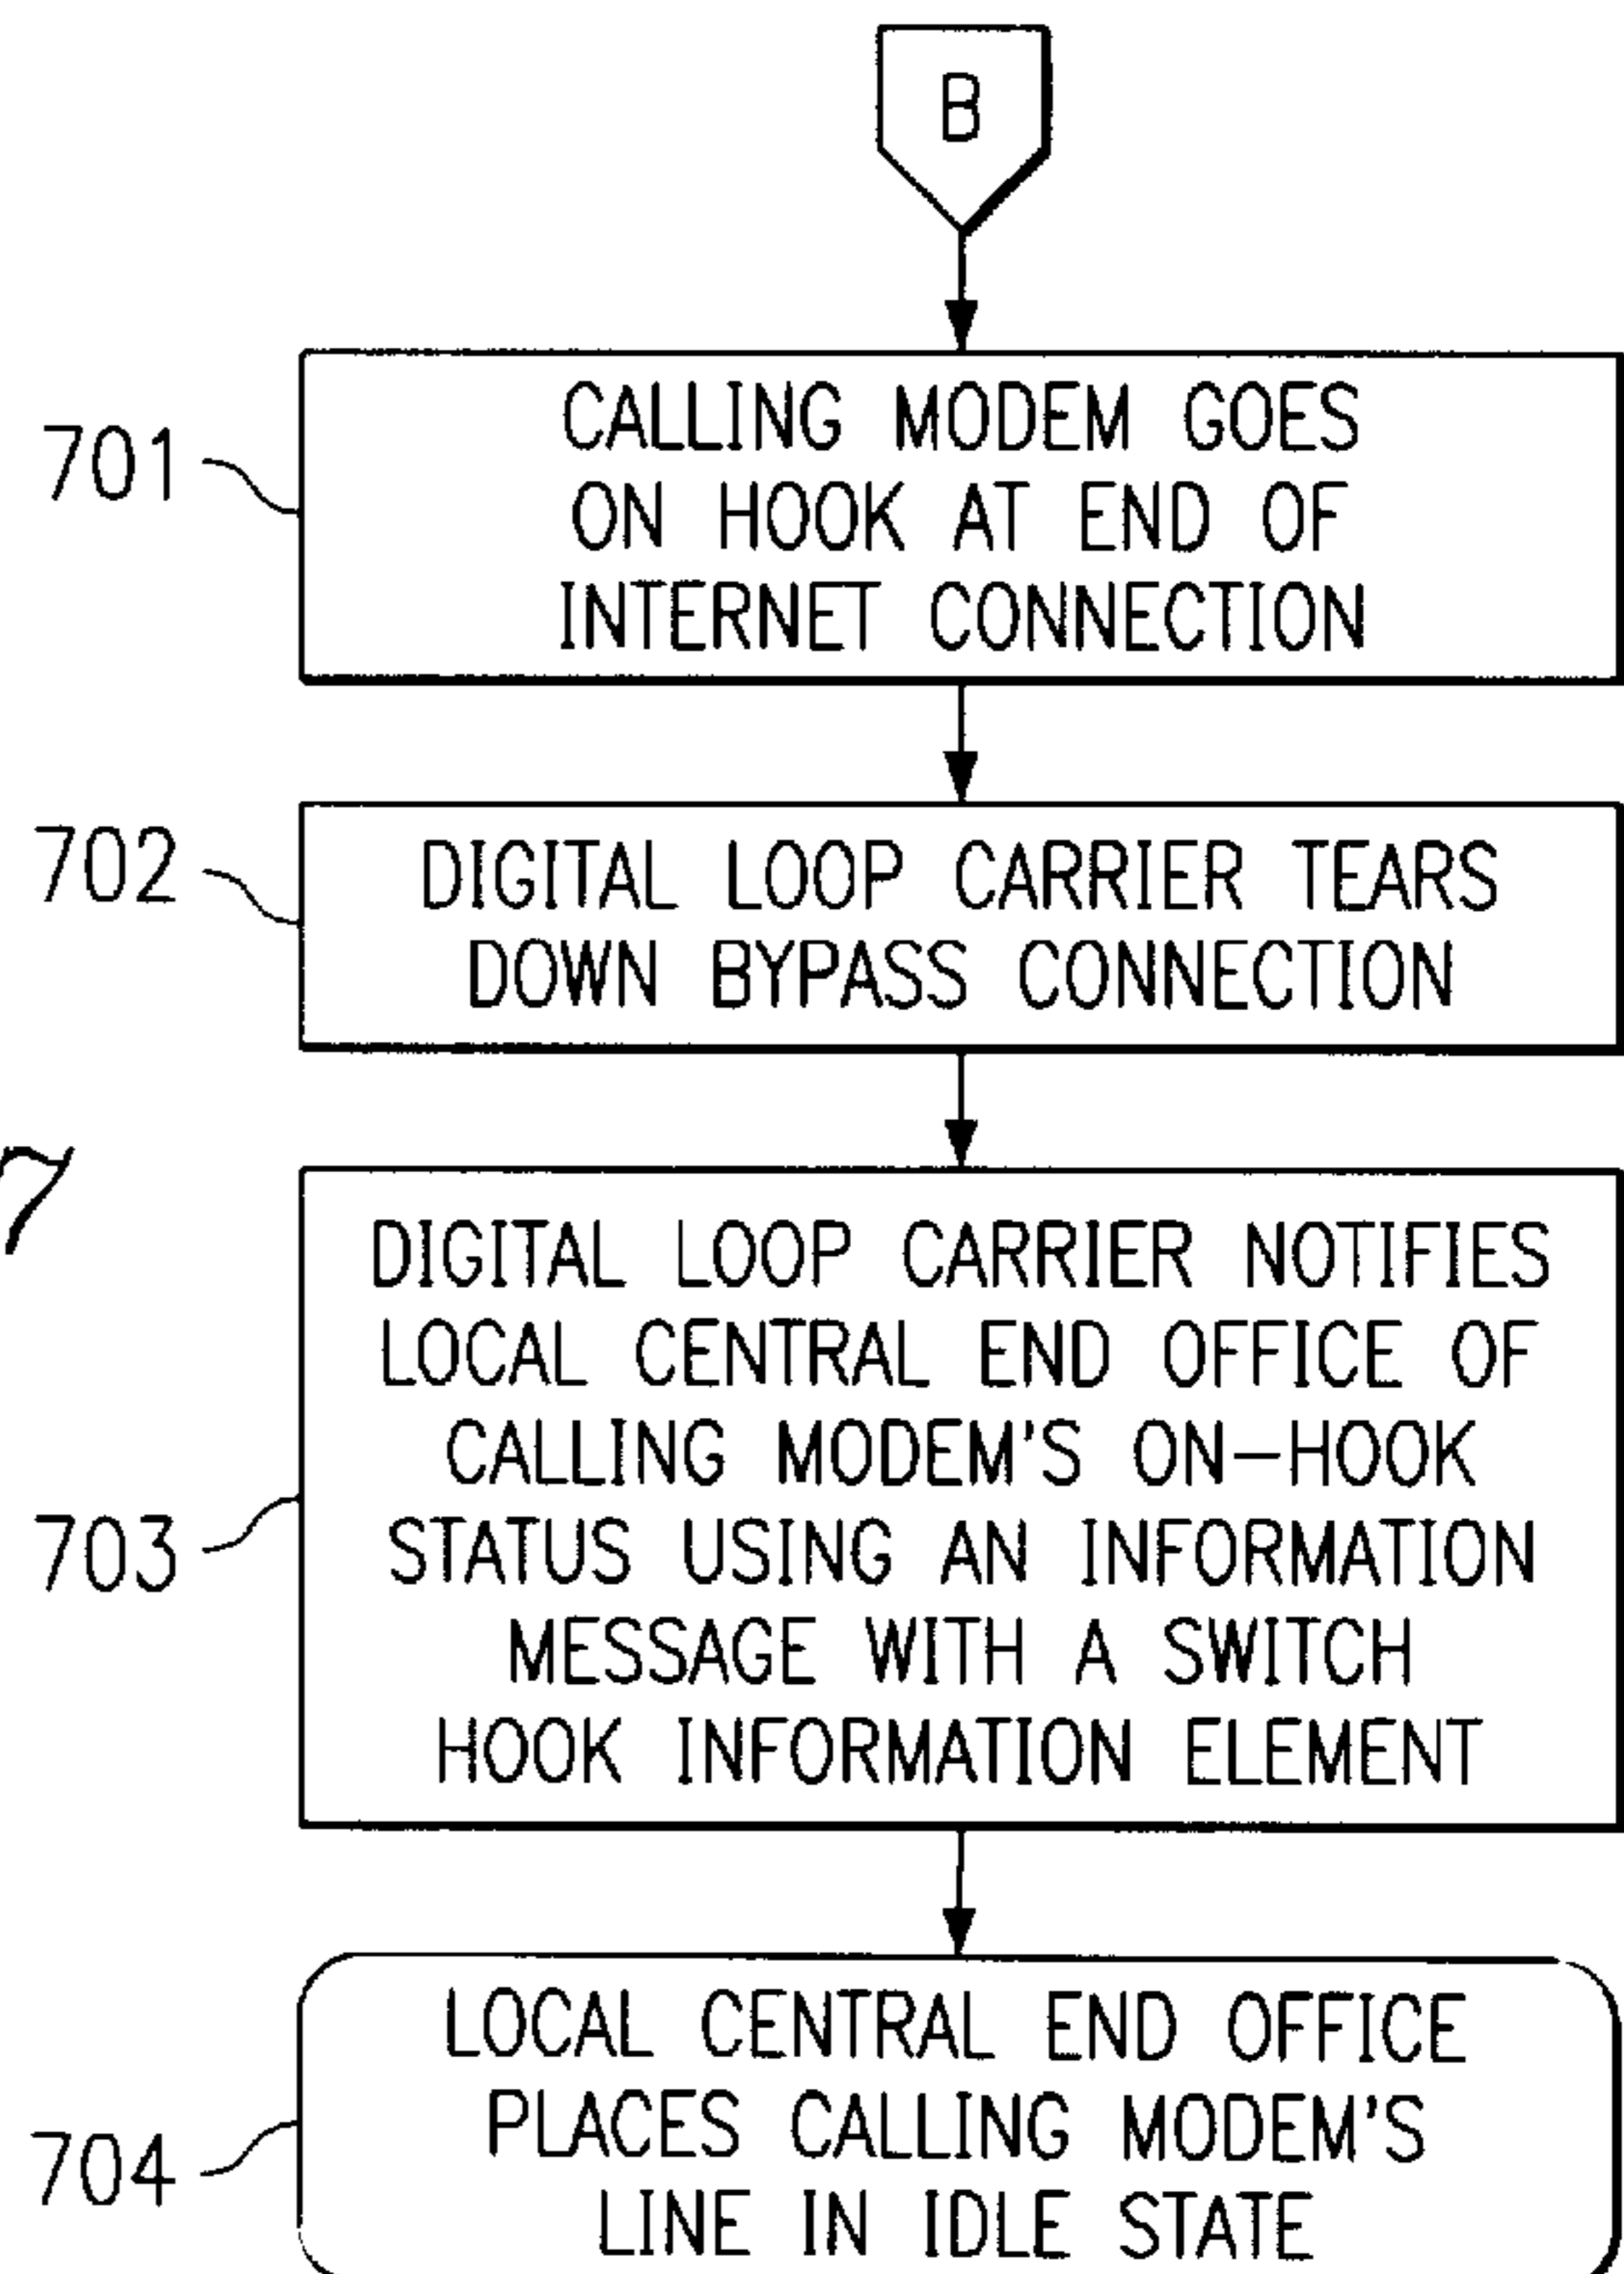 B
701
CALLING MODEM GOES
ON HOOK AT END OF
INTERNET CONNECTION
702
DIGITAL LOOP CARRIER TEARS
DOWN BYPASS CONNECTION
7
703
DIGITAL LOOP CARRIER NOTIFIES
LOCAL CENTRAL END OFFICE OF
CALLING MODEM'S ON-HOOK
STATUS USING AN INFORMATION
MESSAGE WITH A SWITCH
HOOK INFORMATION ELEMENT
704
LOCAL CENTRAL END OFFICE
PLACES CALLING MODEM'S
LINE IN IDLE STATE